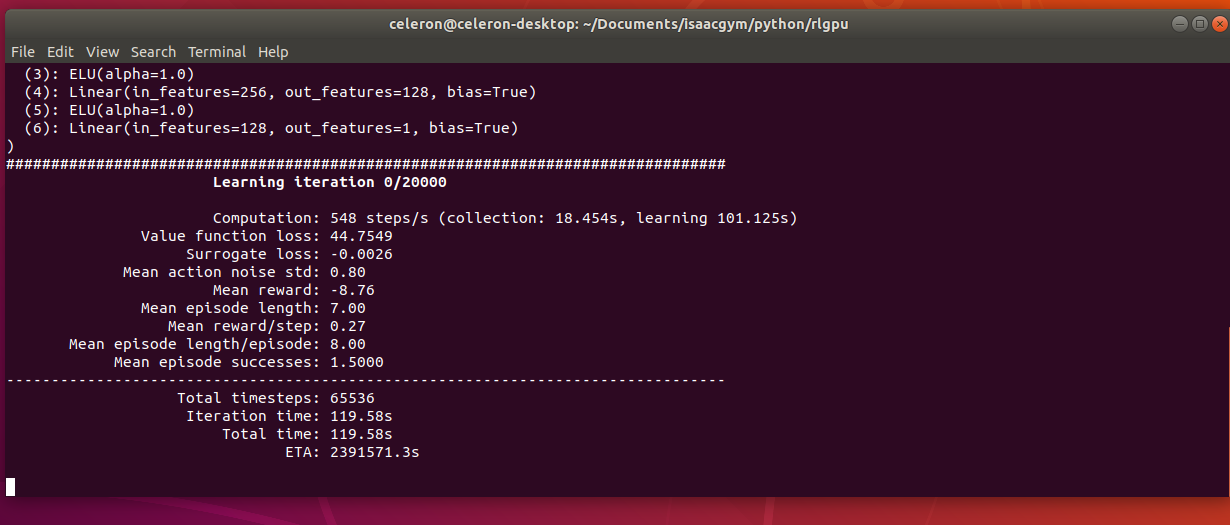 celeron@celeron-desktop: ~/Documents/isaacgym/python/rlgpu
File Edit View Search Terminal Help
(3): ELU(alpha=1.0)
(4): Linear(in_features=256, out_features=128, bias=True)
(5): ELU(alpha=1.0)
(6): Linear(in_features=128, out_features=1, bias=True)
)
################################################################################
Learning iteration 0/20000
Computation: 548 steps/s (collection: 18.454s, learning 101.125s)
Value function loss: 44.7549
Surrogate loss: -0.0026
Mean action noise std: 0.80
Mean reward: -8.76
Mean episode length: 7.00
Mean reward/step: 0.27
Mean episode length/episode: 8.00
Mean episode successes: 1.5000
--------------------------------------------------------------------------------
Total timesteps: 65536
Iteration time: 119.58s
Total time: 119.58s
ETA: 2391571.3s